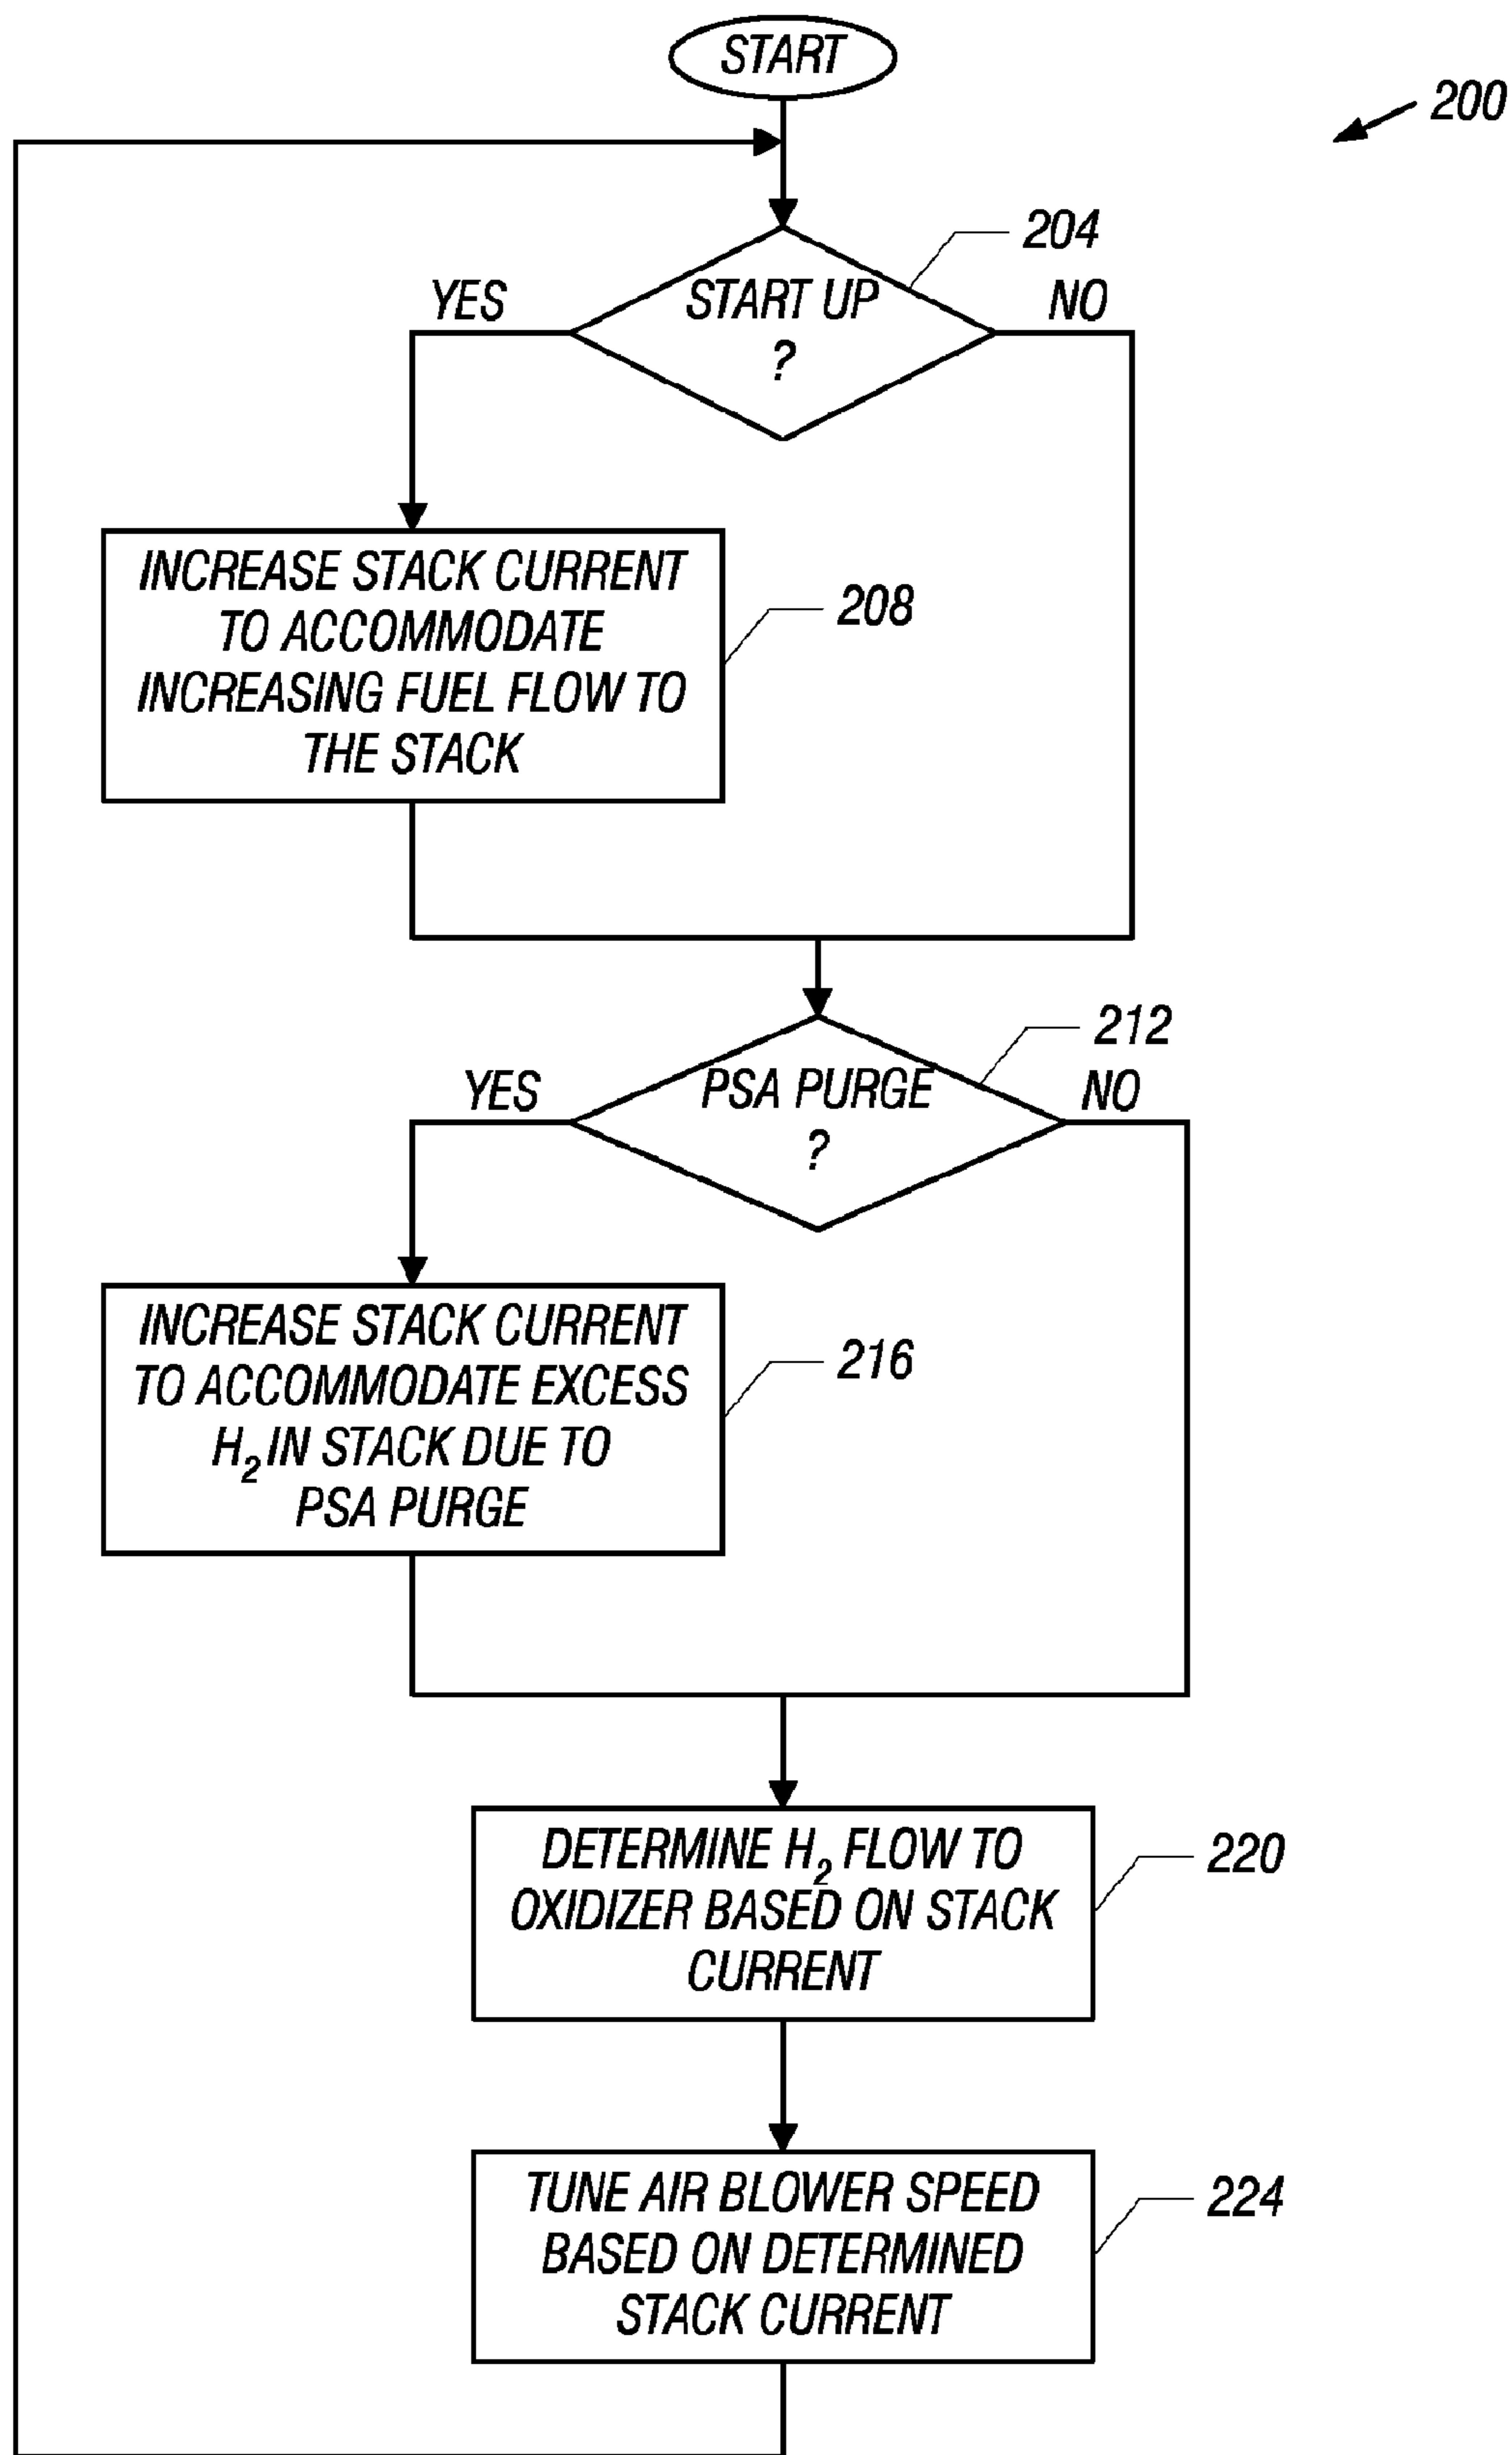 START
200
204
YES
START UP
NO
?
INCREASE STACK CURRENT
TO ACCOMMODATE
INCREASING FUEL FLOW TO
THE STACK
208
212
YES
PSA PURGE
NO
?
INCREASE STACK CURRENT
TO ACCOMMODATE EXCESS
H₂ IN STACK DUE TO
PSA PURGE
216
DETERMINE H₂ FLOW TO
OXIDIZER BASED ON STACK
CURRENT
220
TUNE AIR BLOWER SPEED
BASED ON DETERMINED
STACK CURRENT
224